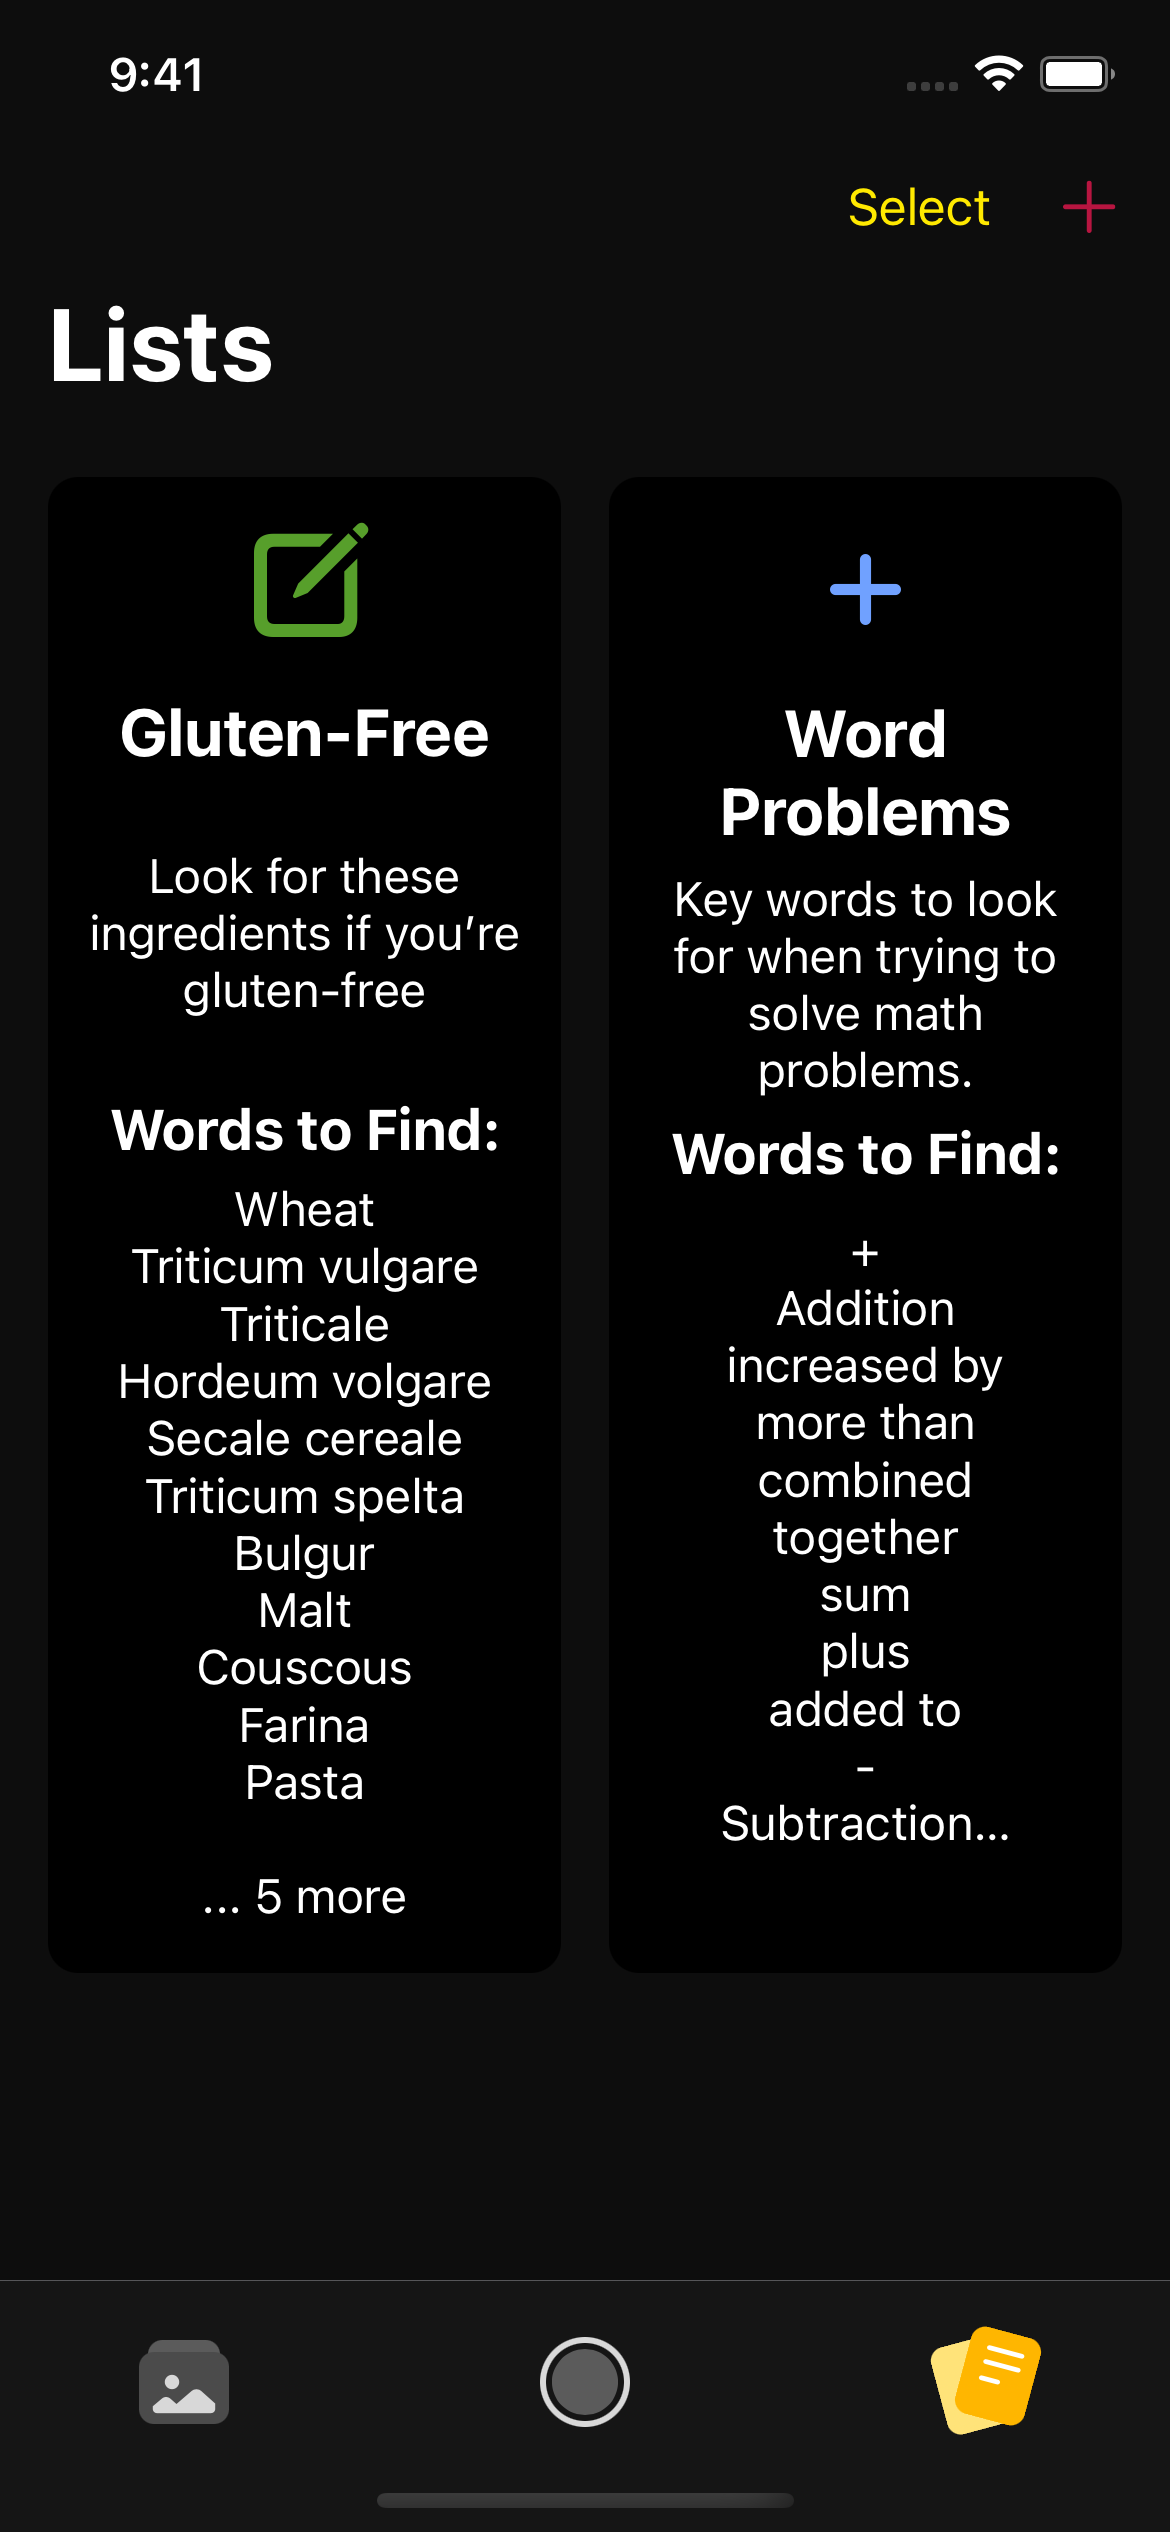 9:41
Select
Lists
Gluten-Free
Look for these
ingredients if you’re
gluten-free
Words to Find:
Wheat
Triticum vulgare
Triticale
Hordeum volgare
Secale cereale
Triticum spelta
Bulgur
Malt
Couscous
Farina
Pasta
... 5 more
Word
Problems
Key words to look
for when trying to
solve math
problems.
Words to Find:
+
Addition
increased by
more than
combined
together
sum
plus
added to
-
Subtraction...